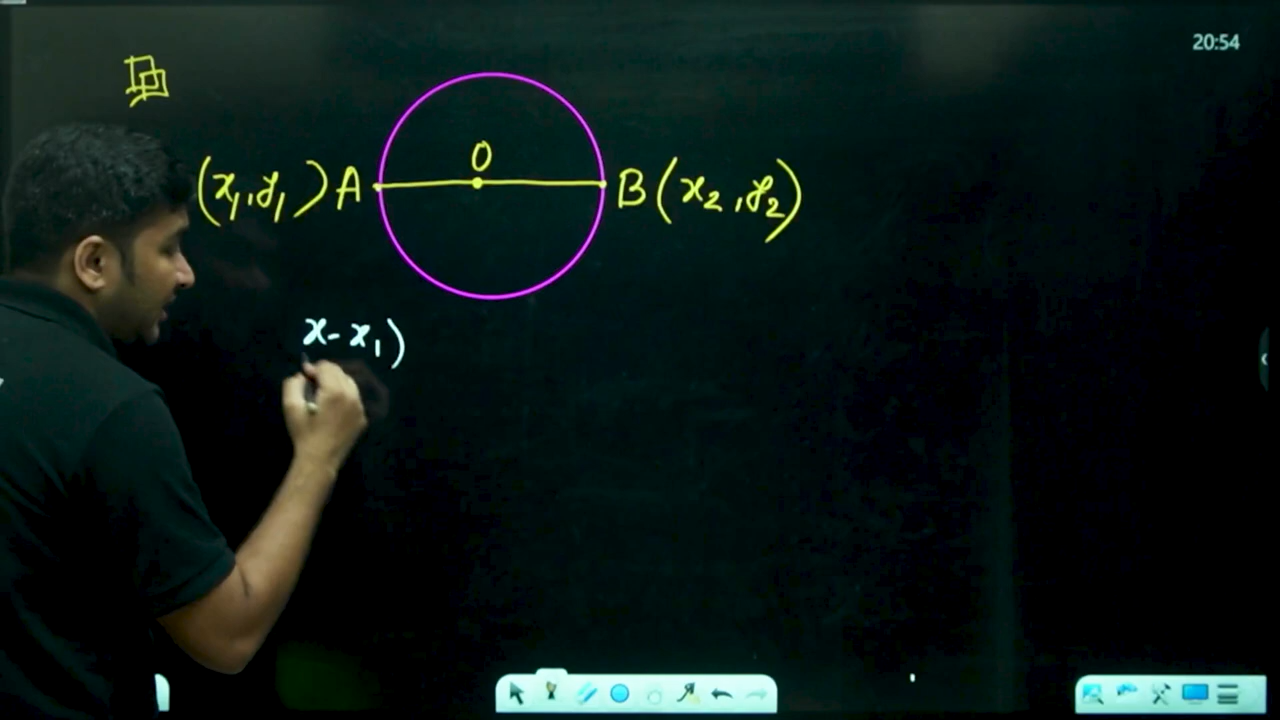 20:54
O
(x₁, y₁) A B (x₂, y₂)
x - x₁)